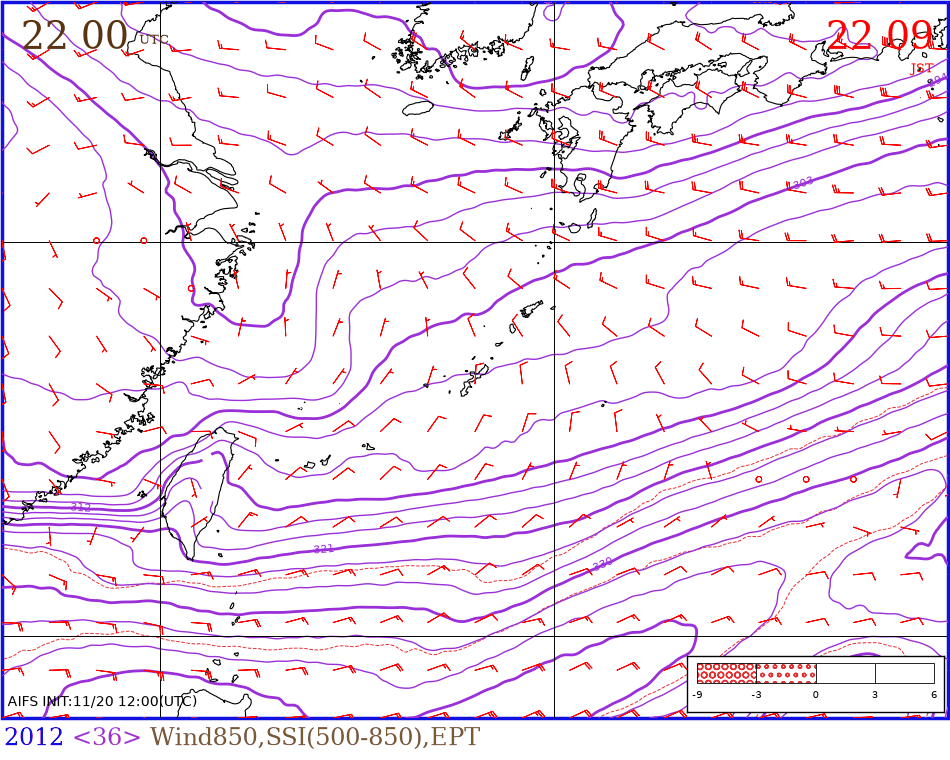 22 00 UTC
22 09
JST
294
303
312
321
330
-9 -3 0 3 6
AIFS INIT:11/20 12:00(UTC)
2012 <36> Wind850,SSI(500-850),EPT